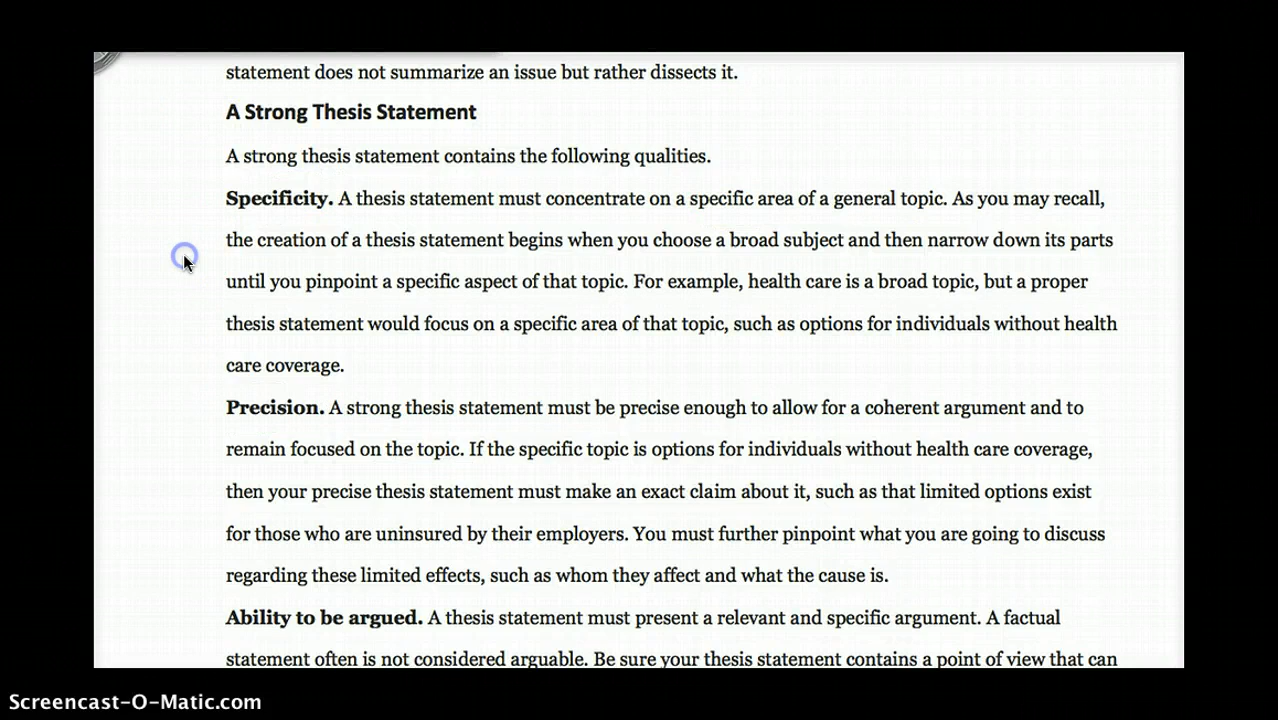 statement does not summarize an issue but rather dissects it.
A Strong Thesis Statement
A strong thesis statement contains the following qualities.
Specificity. A thesis statement must concentrate on a specific area of a general topic. As you may recall,
the creation of a thesis statement begins when you choose a broad subject and then narrow down its parts
until you pinpoint a specific aspect of that topic. For example, health care is a broad topic, but a proper
thesis statement would focus on a specific area of that topic, such as options for individuals without health
care coverage.
Precision. A strong thesis statement must be precise enough to allow for a coherent argument and to
remain focused on the topic. If the specific topic is options for individuals without health care coverage,
then your precise thesis statement must make an exact claim about it, such as that limited options exist
for those who are uninsured by their employers. You must further pinpoint what you are going to discuss
regarding these limited effects, such as whom they affect and what the cause is.
Ability to be argued. A thesis statement must present a relevant and specific argument. A factual
statement often is not considered arguable. Be sure your thesis statement contains a point of view that can
Screencast-O-Matic.com